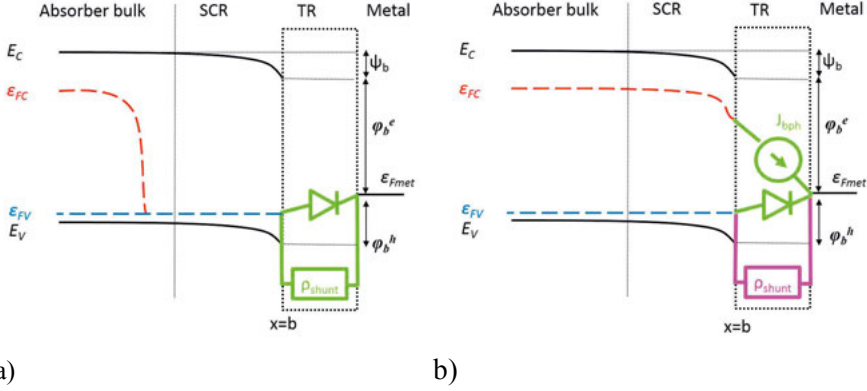 Absorber bulk SCR TR Metal
E_C
ψ_b
ε_FC
φ_b^e
ε_Fmet
ε_FV
E_V
φ_b^h
ρ_shunt
x=b
a)
Absorber bulk SCR TR Metal
E_C
ψ_b
ε_FC
J_bph
φ_b^e
ε_Fmet
ε_FV
E_V
φ_b^h
ρ_shunt
x=b
b)